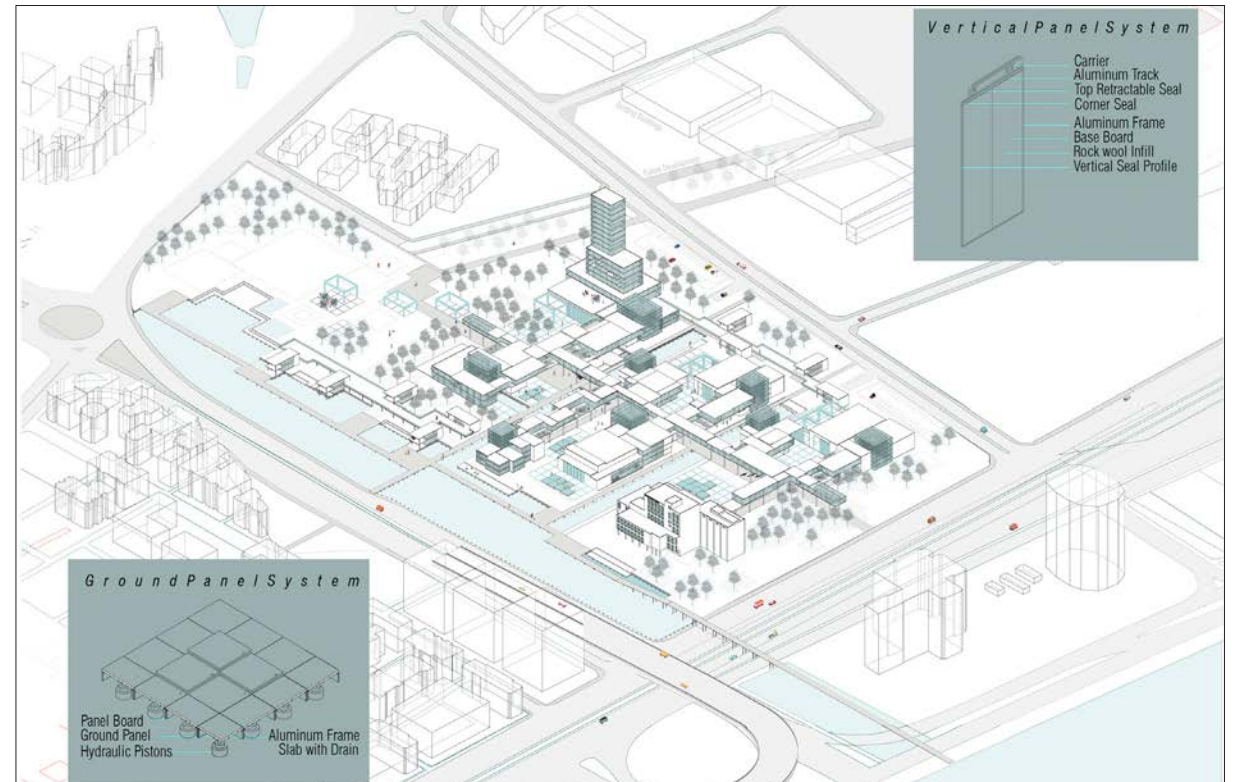 VerticalPanelSystem
Carrier
Aluminum Track
Top Retractable Seal
Corner Seal
Aluminum Frame
Base Board
Rock wool Infill
Vertical Seal Profile
GroundPanelSystem
Panel Board
Ground Panel
Hydraulic Pistons
Aluminum Frame
Slab with Drain